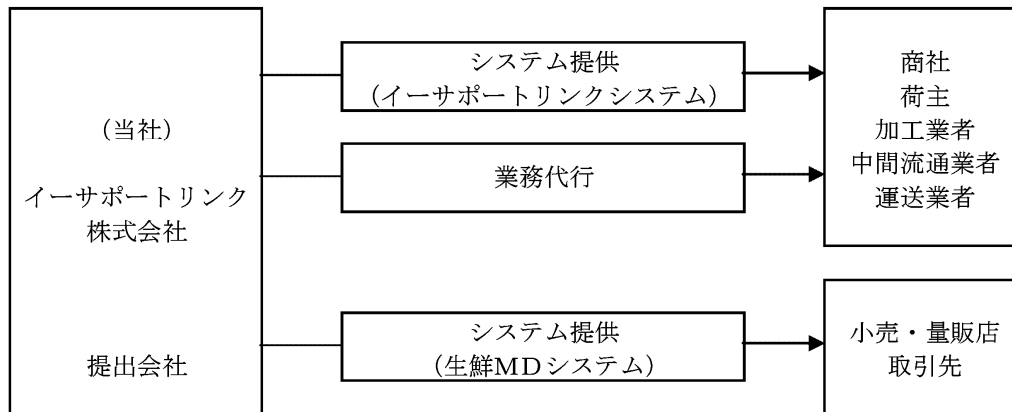 （当社）
イーサポートリンク
株式会社
提出会社
システム提供
（イーサポートリンクシステム）
業務代行
システム提供
（生鮮ＭＤシステム）
商社
荷主
加工業者
中間流通業者
運送業者
小売・量販店
取引先